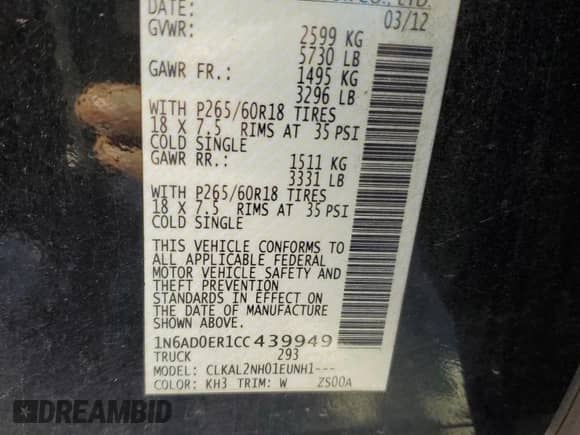 CO., LTD.
DATE: 03/12
GVWR: 2599 KG
5730 LB
GAWR FR.: 1495 KG
3296 LB
WITH P265/60R18 TIRES
18 X 7.5 RIMS AT 35 PSI
COLD SINGLE
GAWR RR.: 1511 KG
3331 LB
WITH P265/60R18 TIRES
18 X 7.5 RIMS AT 35 PSI
COLD SINGLE
THIS VEHICLE CONFORMS TO
ALL APPLICABLE FEDERAL
MOTOR VEHICLE SAFETY AND
THEFT PREVENTION
STANDARDS IN EFFECT ON
THE DATE OF MANUFACTURE
SHOWN ABOVE.
1N6AD0ER1CC439949
TRUCK 293
MODEL: CLKAL2NH01EUNH1---
COLOR: KH3 TRIM: W ZS00A
DREAMBID